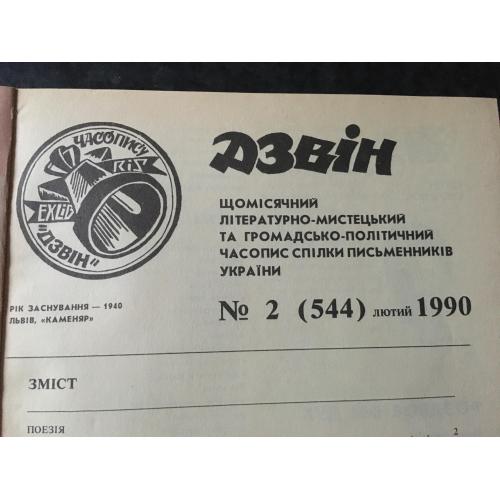 ЧАСОПИСУ
EXLIBRIS
"ДЗВІН"
ДЗВІН
ЩОМІСЯЧНИЙ
ЛІТЕРАТУРНО-МИСТЕЦЬКИЙ
ТА ГРОМАДСЬКО-ПОЛІТИЧНИЙ
ЧАСОПИС СПІЛКИ ПИСЬМЕННИКІВ
УКРАЇНИ
РІК ЗАСНУВАННЯ — 1940
ЛЬВІВ, «КАМЕНЯР»
№ 2 (544) лютий 1990
ЗМІСТ
ПОЕЗІЯ 2